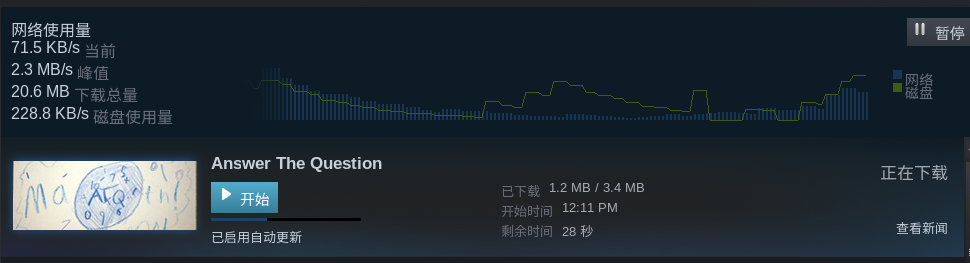 网络使用量
71.5 KB/s 当前
2.3 MB/s 峰值
20.6 MB 下载总量
228.8 KB/s 磁盘使用量
暂停
网络
磁盘
Answer The Question
开始
已启用自动更新
已下载 1.2 MB / 3.4 MB
开始时间 12:11 PM
剩余时间 28 秒
正在下载
查看新闻
ATQ